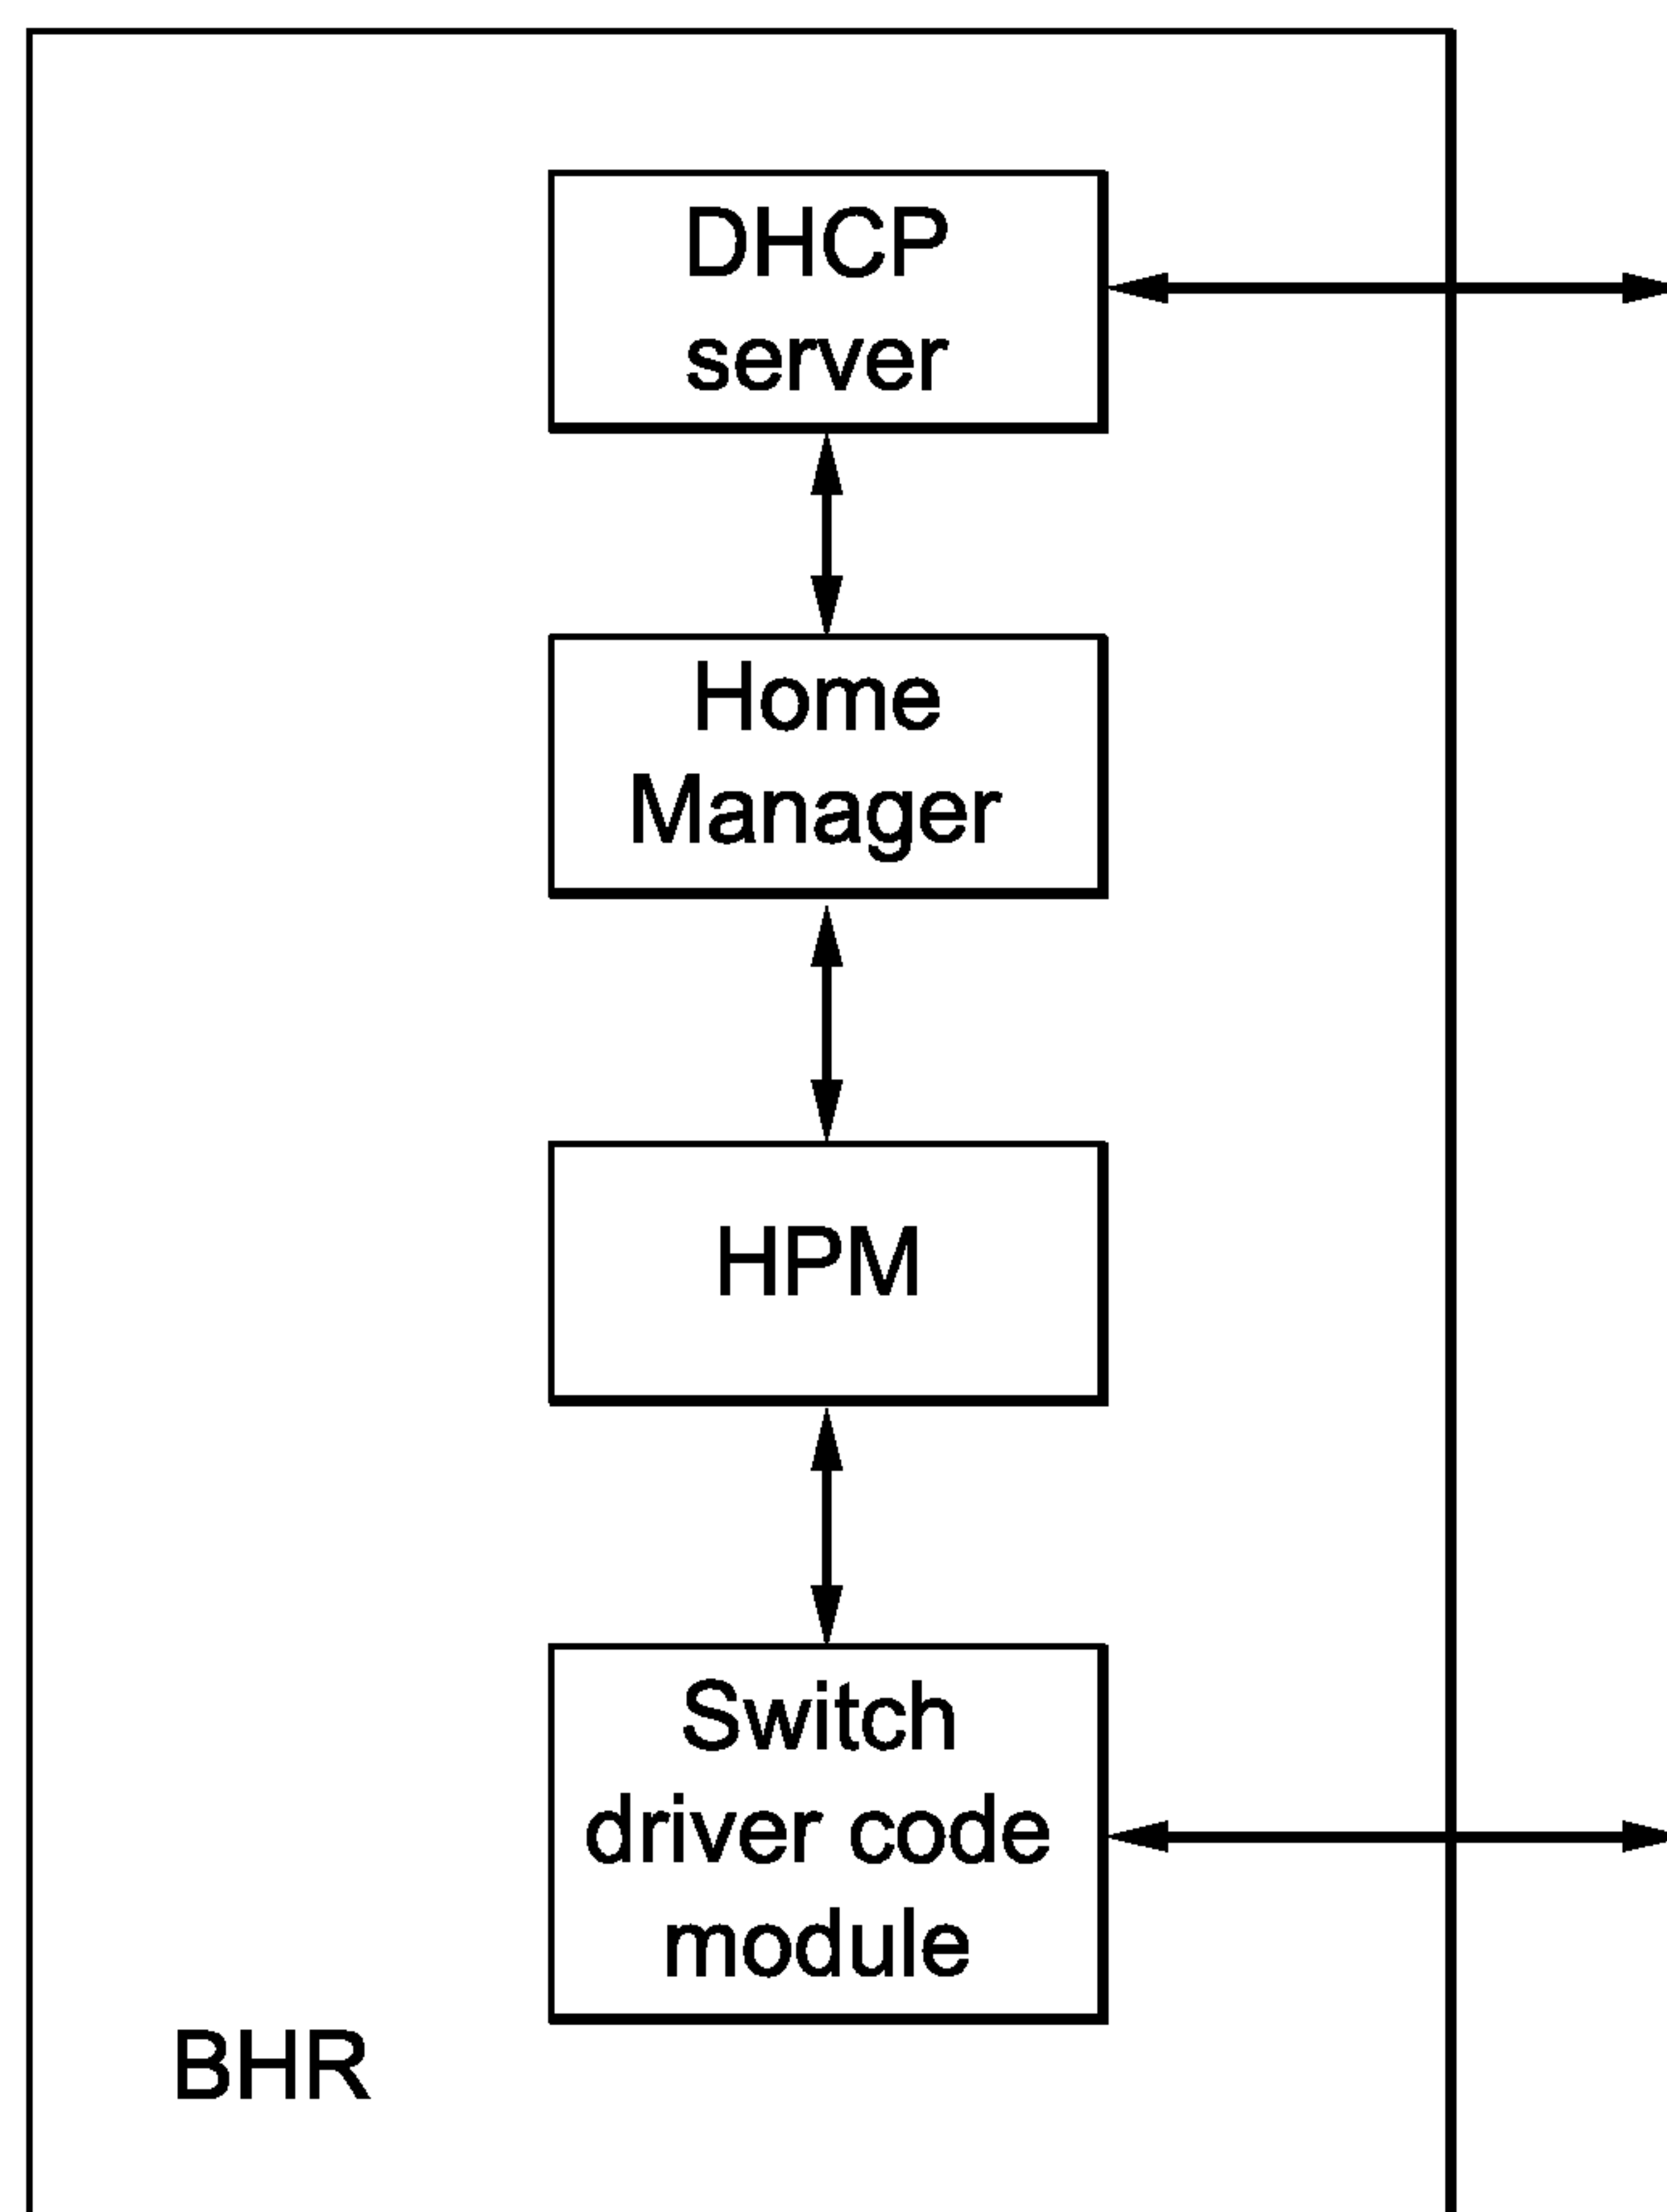 DHCP
server
Home
Manager
HPM
Switch
driver code
module
BHR